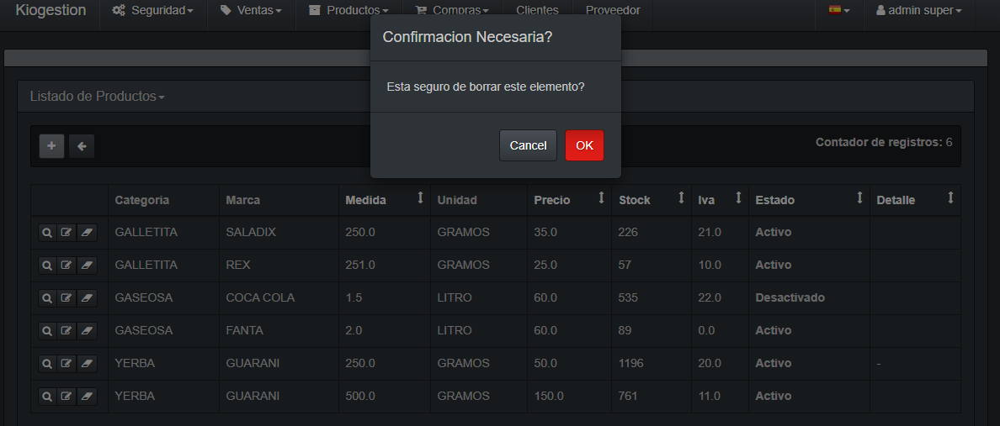 Kiogestion Seguridad Ventas Productos Compras Clientes Proveedor admin super
Confirmacion Necesaria?
Esta seguro de borrar este elemento?
Cancel OK
Listado de Productos
Contador de registros: 6
Categoria Marca Medida Unidad Precio Stock Iva Estado Detalle
GALLETITA SALADIX 250.0 GRAMOS 35.0 226 21.0 Activo
GALLETITA REX 251.0 GRAMOS 25.0 57 10.0 Activo
GASEOSA COCA COLA 1.5 LITRO 60.0 535 22.0 Desactivado
GASEOSA FANTA 2.0 LITRO 60.0 89 0.0 Activo
YERBA GUARANI 250.0 GRAMOS 50.0 1196 20.0 Activo -
YERBA GUARANI 500.0 GRAMOS 150.0 761 11.0 Activo